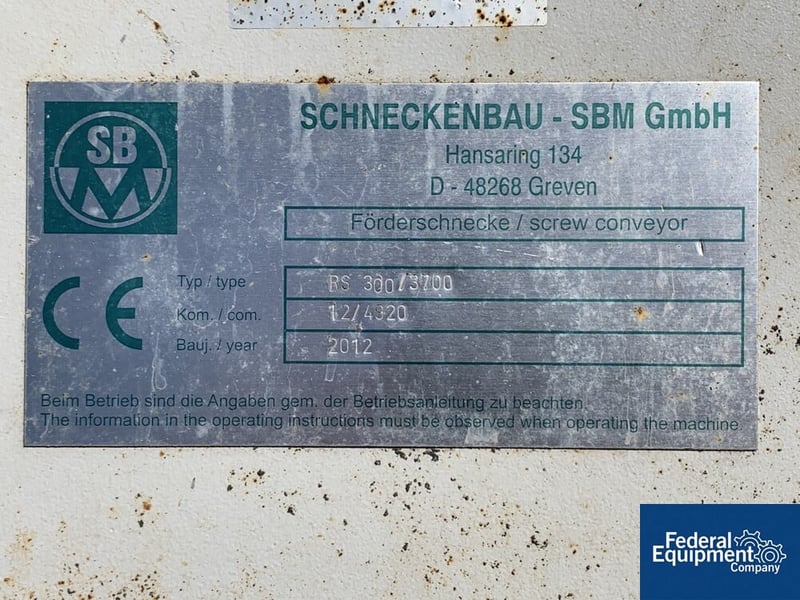 SBM
SCHNECKENBAU - SBM GmbH
Hansaring 134
D - 48268 Greven
Förderschnecke / screw conveyor
CE
Typ / type RS 300/3700
Kom. / com. 12/4920
Bauj. / year 2012
Beim Betrieb sind die Angaben gem. der Betriebsanleitung zu beachten.
The information in the operating instructions must be observed when operating the machine
Federal
Equipment
Company